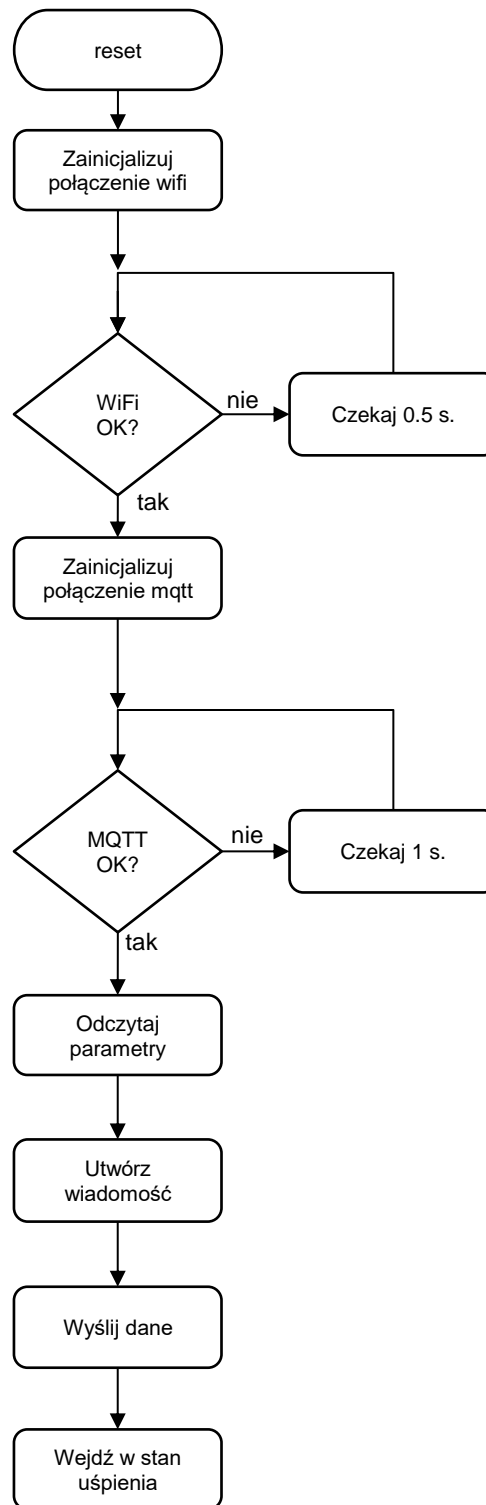 reset
Zainicjalizuj
połączenie wifi
WiFi
OK?
nie
Czekaj 0.5 s.
tak
Zainicjalizuj
połączenie mqtt
MQTT
OK?
nie
Czekaj 1 s.
tak
Odczytaj
parametry
Utwórz
wiadomość
Wyślij dane
Wejdź w stan
uśpienia